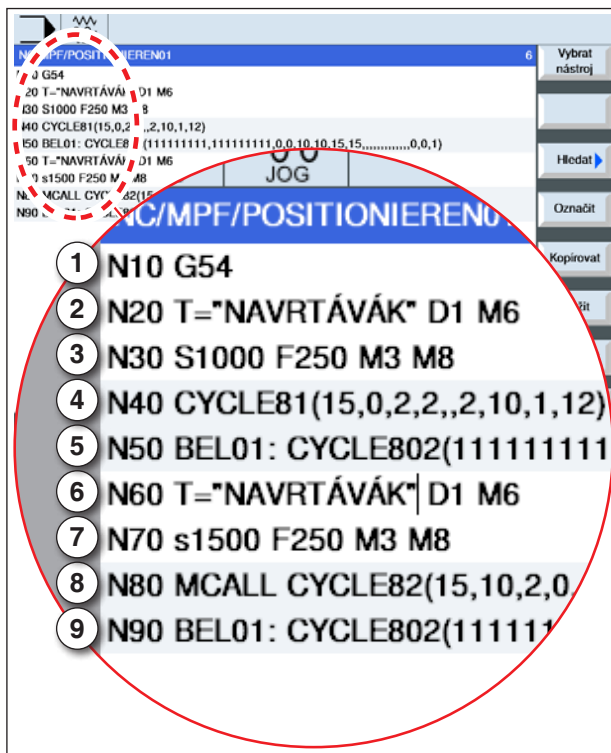 NC/MPF/POSITIONIEREN01 6
N10 G54
N20 T="NAVRTÁVÁK" D1 M6
N30 S1000 F250 M3 M8
N40 CYCLE81(15,0,2,2,,2,10,1,12)
N50 BEL01: CYCLE802(111111111,111111111,0,0,10,10,15,15,,,,,,,,,,,,,0,0,1)
N60 T="NAVRTÁVÁK" D1 M6
s1500 F250 M3 M8
MCALL CYCLE82(15
N90
Vybrat
nástroj
Hledat
Označit
Kopírovat
JOG
NC/MPF/POSITIONIEREN0
1 N10 G54
2 N20 T="NAVRTÁVÁK" D1 M6
3 N30 S1000 F250 M3 M8
4 N40 CYCLE81(15,0,2,2,,2,10,1,12)
5 N50 BEL01: CYCLE802(111111111
6 N60 T="NAVRTÁVÁK" D1 M6
7 N70 s1500 F250 M3 M8
8 N80 MCALL CYCLE82(15,10,2,0,
9 N90 BEL01: CYCLE802(111111